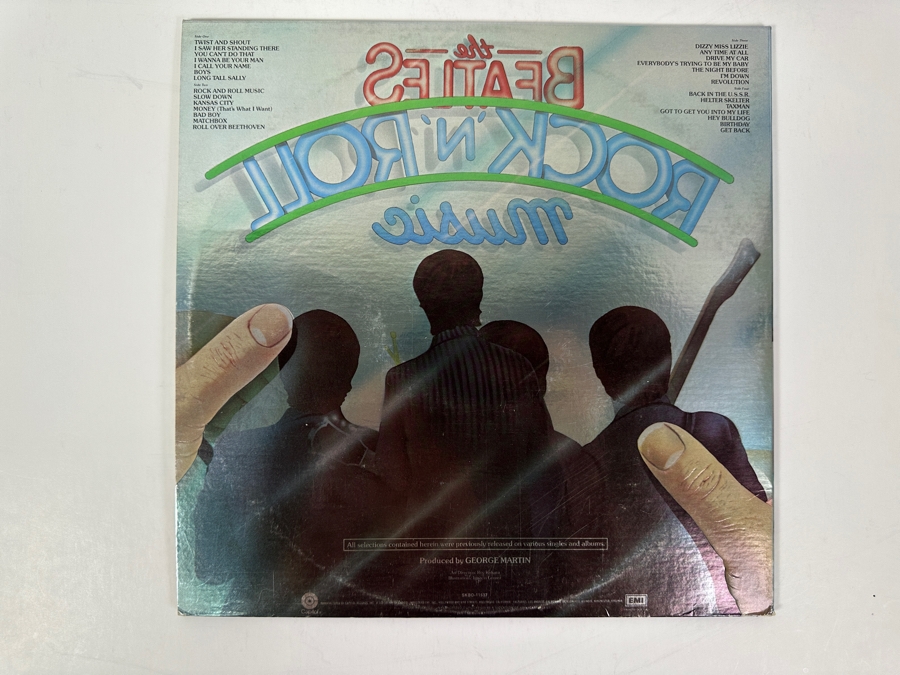 Side One
TWIST AND SHOUT
I SAW HER STANDING THERE
YOU CAN'T DO THAT
I WANNA BE YOUR MAN
I CALL YOUR NAME
BOYS
LONG TALL SALLY
Side Two
ROCK AND ROLL MUSIC
SLOW DOWN
KANSAS CITY
MONEY (That's What I Want)
BAD BOY
MATCHBOX
ROLL OVER BEETHOVEN
the
BEATLES
ROCK 'N' ROLL
music
Side Three
DIZZY MISS LIZZIE
ANY TIME AT ALL
DRIVE MY CAR
EVERYBODY'S TRYING TO BE MY BABY
THE NIGHT BEFORE
I'M DOWN
REVOLUTION
Side Four
BACK IN THE U.S.S.R.
HELTER SKELTER
TAXMAN
GOT TO GET YOU INTO MY LIFE
HEY BULLDOG
BIRTHDAY
GET BACK
All selections contained herein were previously released on various singles and albums.
Produced by GEORGE MARTIN
SKBO-11537
EMI